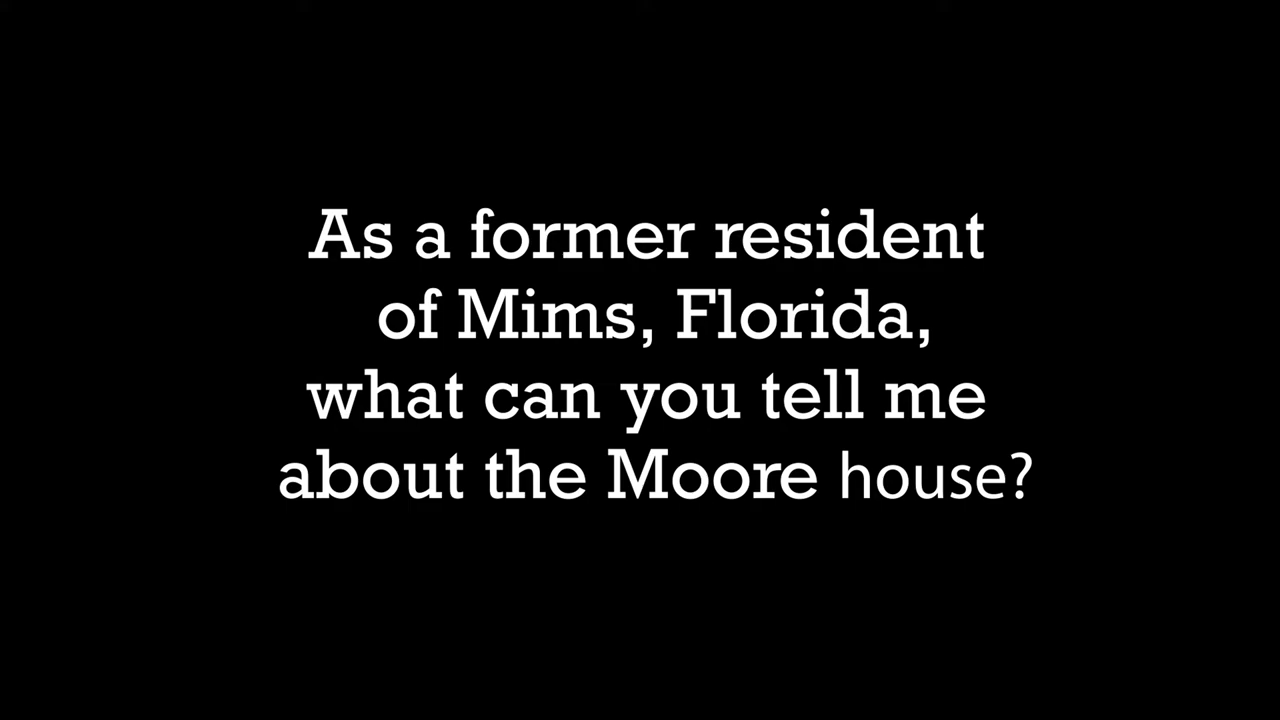 As a former resident
of Mims, Florida,
what can you tell me
about the Moore house?